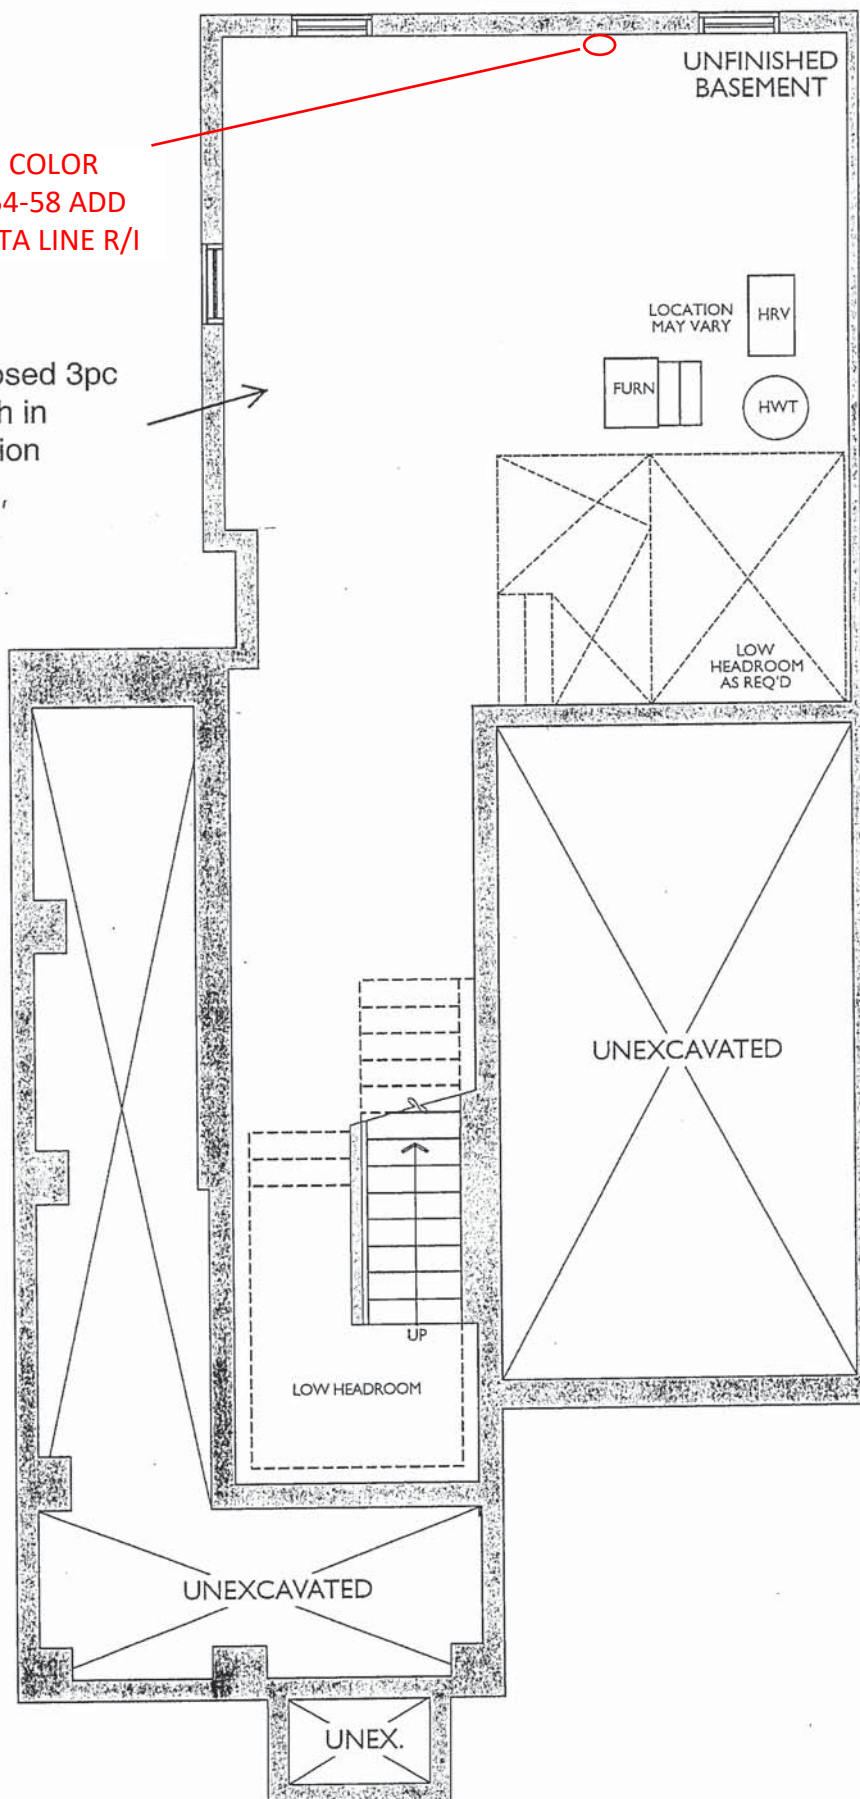 UNFINISHED
BASEMENT
COLOR
54-58 ADD
TA LINE R/I
LOCATION
MAY VARY
HRV
osed 3pc
h in
ion
FURN
HWT
LOW
HEADROOM
AS REQ'D
UNEXCAVATED
UP
LOW HEADROOM
UNEXCAVATED
UNEX.